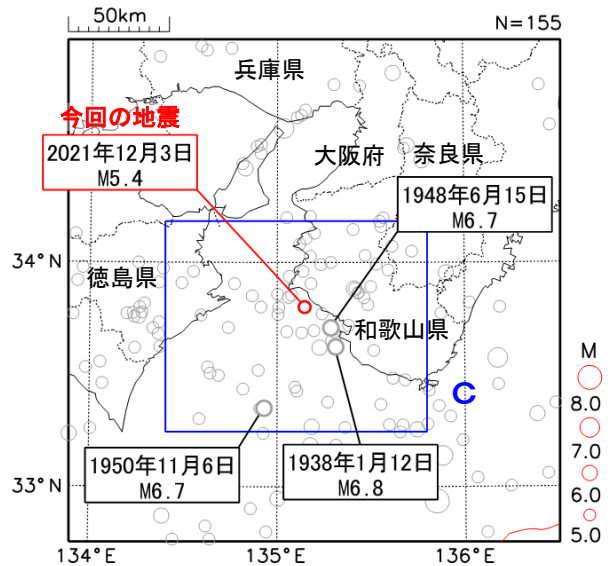 50km
N=155
兵庫県
今回の地震
2021年12月3日
M5.4
大阪府
奈良県
1948年6月15日
M6.7
34°N
徳島県
和歌山県
C
M
8.0
7.0
6.0
5.0
1950年11月6日
M6.7
1938年1月12日
M6.8
33°N
134°E
135°E
136°E